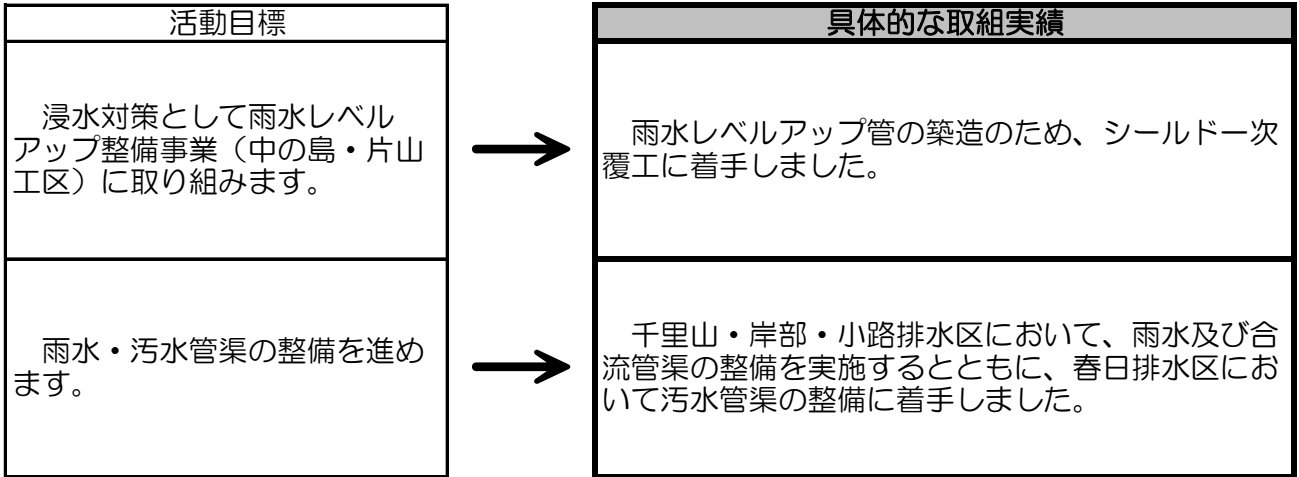 活動目標
具体的な取組実績
浸水対策として雨水レベル
アップ整備事業（中の島・片山
工区）に取り組みます。
雨水レベルアップ管の築造のため、シールド一次
覆工に着手しました。
雨水・汚水管渠の整備を進め
ます。
千里山・岸部・小路排水区において、雨水及び合
流管渠の整備を実施するとともに、春日排水区にお
いて汚水管渠の整備に着手しました。